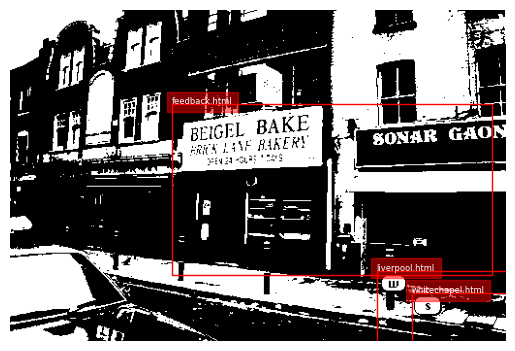 feedback.html
BEIGEL BAKE
BRICK LANE BAKERY
OPEN 24 HOURS 7 DAYS
SONAR GAON
liverpool.html
whitechapel.html
W
S